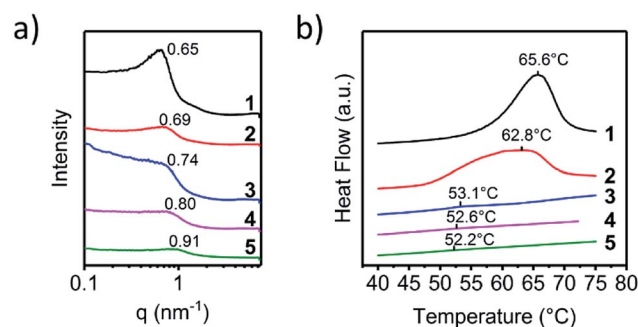 a)
Intensity
0.65
0.69
0.74
0.80
0.91
1
2
3
4
5
0.1
1
q (nm⁻¹)
b)
Heat Flow (a.u.)
65.6°C
62.8°C
53.1°C
52.6°C
52.2°C
1
2
3
4
5
40 45 50 55 60 65 70 75 80
Temperature (°C)